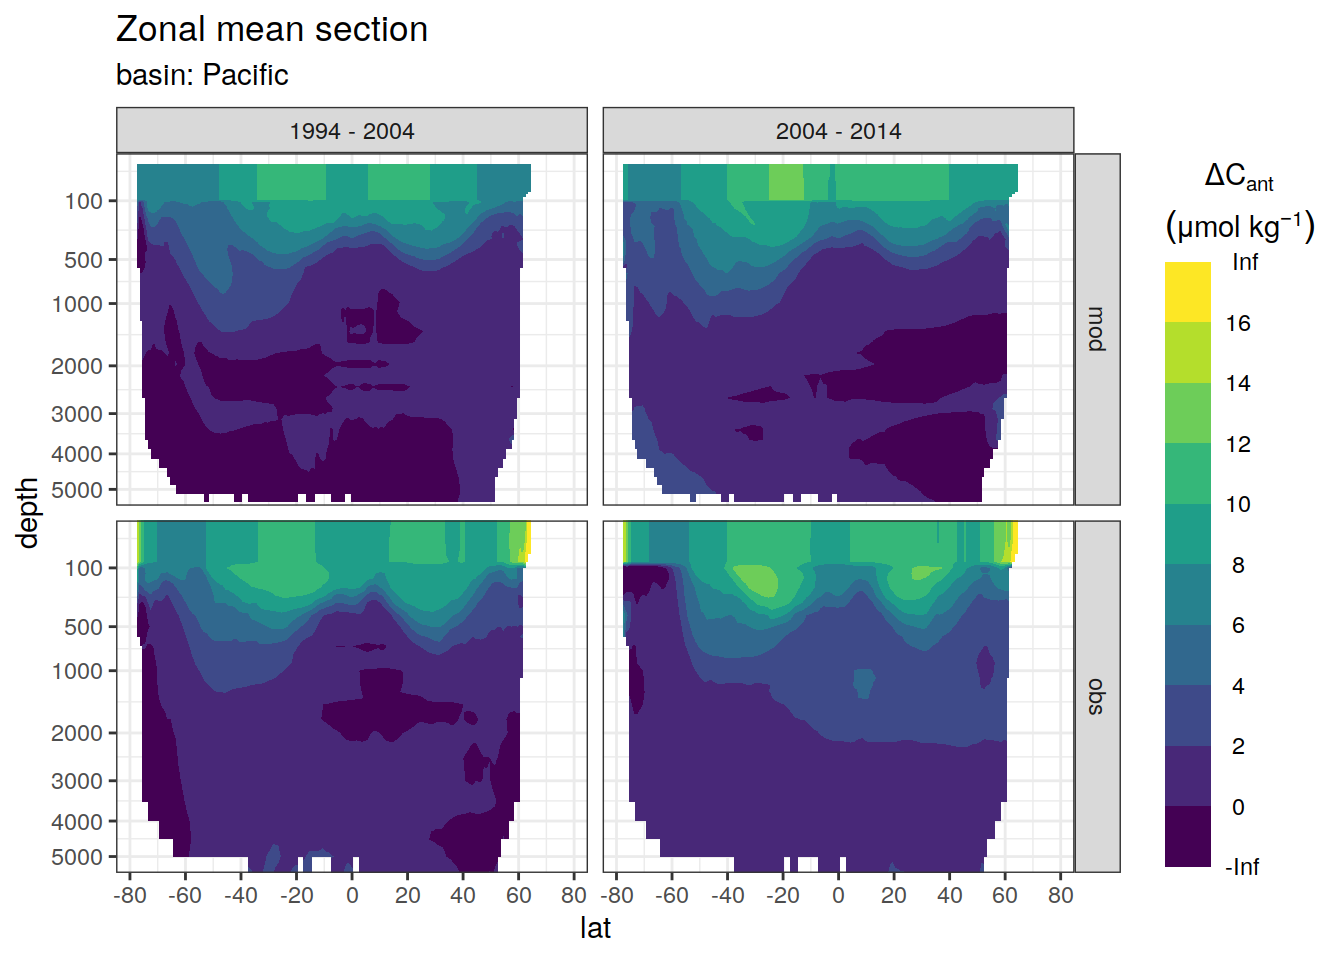 Zonal mean section
basin: Pacific
1994 - 2004
2004 - 2014
100
500
1000
2000
3000
4000
5000
mod
100
500
1000
2000
3000
4000
5000
obs
depth
-80 -60 -40 -20 0 20 40 60 80
-80 -60 -40 -20 0 20 40 60 80
lat
ΔCant
(µmol kg⁻¹)
Inf
16
14
12
10
8
6
4
2
0
-Inf